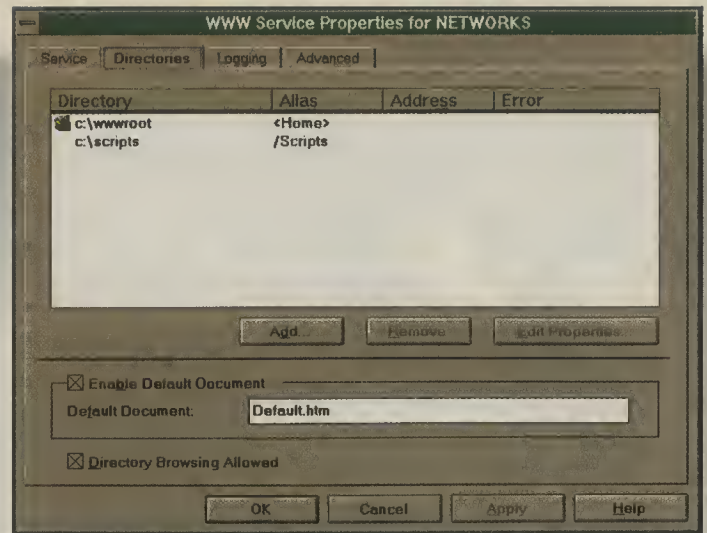 WWW Service Properties for NETWORKS
Service Directories Logging Advanced
Directory Alias Address Error
c:\wwwroot <Home>
c:\scripts /Scripts
Add... Remove Edit Properties...
Enable Default Document
Default Document: Default.htm
Directory Browsing Allowed
OK Cancel Apply Help